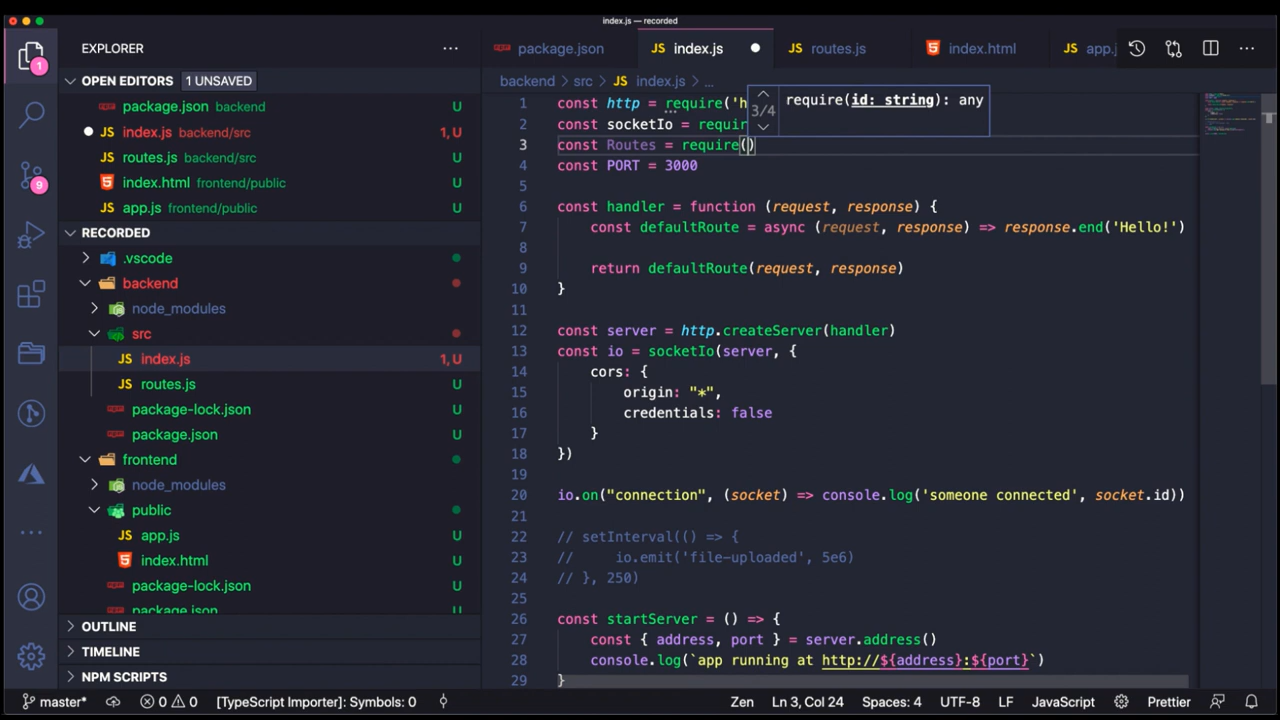 index.js — recorded
EXPLORER
OPEN EDITORS 1 UNSAVED
package.json backend U
index.js backend/src 1, U
routes.js backend/src U
index.html frontend/public U
app.js frontend/public U
RECORDED
.vscode
backend
node_modules
src
index.js 1, U
routes.js U
package-lock.json U
package.json U
frontend
node_modules
public
app.js U
index.html U
package-lock.json U
package.json U
OUTLINE
TIMELINE
NPM SCRIPTS
1
9
package.json
index.js
routes.js
index.html
app.j
backend > src > index.js > ...
3/4 require(id: string): any
1 const http = require('h
2 const socketIo = requir
3 const Routes = require()
4 const PORT = 3000
5
6 const handler = function (request, response) {
7 const defaultRoute = async (request, response) => response.end('Hello!')
8
9 return defaultRoute(request, response)
10 }
11
12 const server = http.createServer(handler)
13 const io = socketIo(server, {
14 cors: {
15 origin: "*",
16 credentials: false
17 }
18 })
19
20 io.on("connection", (socket) => console.log('someone connected', socket.id))
21
22 // setInterval(() => {
23 // io.emit('file-uploaded', 5e6)
24 // }, 250)
25
26 const startServer = () => {
27 const { address, port } = server.address()
28 console.log(`app running at http://${address}:${port}`)
29 }
master* 0 0 [TypeScript Importer]: Symbols: 0 Zen Ln 3, Col 24 Spaces: 4 UTF-8 LF JavaScript Prettier